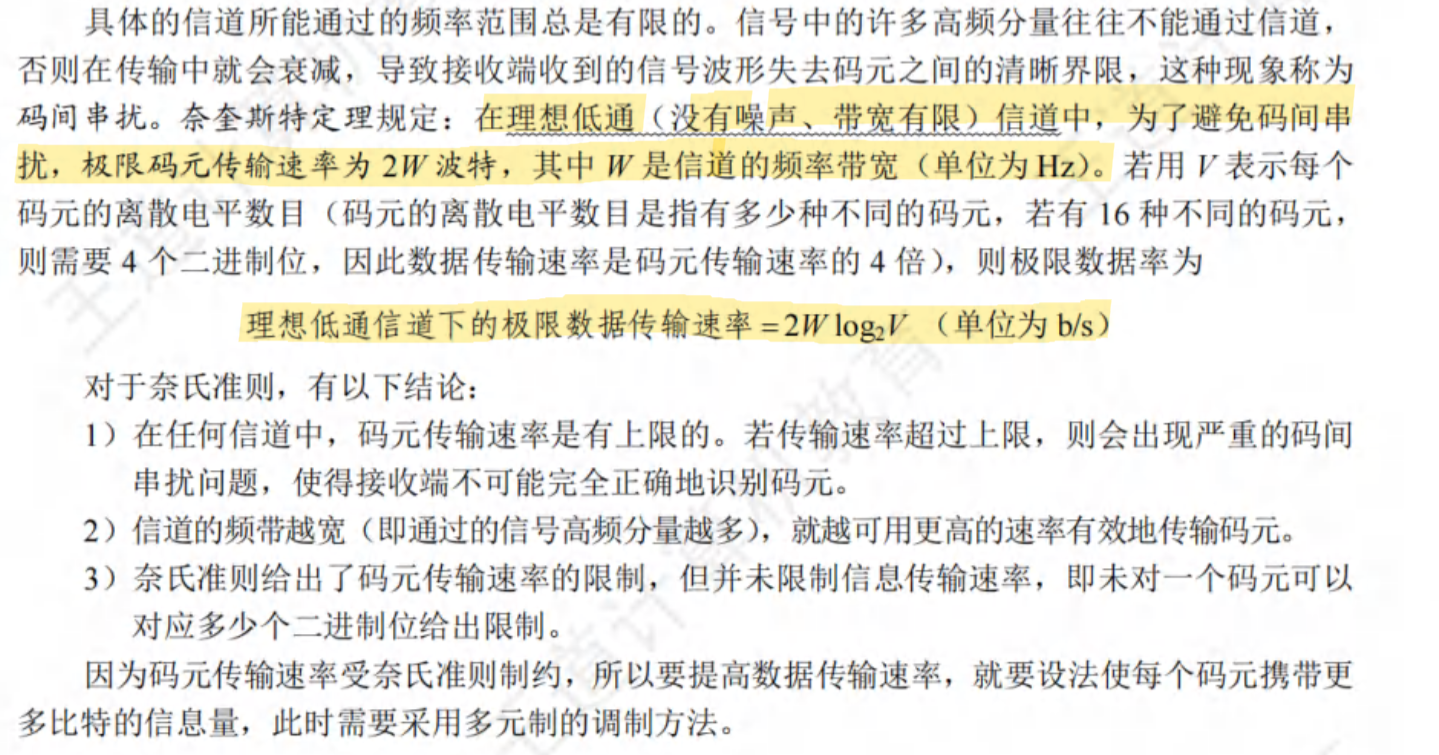 具体的信道所能通过的频率范围总是有限的。信号中的许多高频分量往往不能通过信道，
否则在传输中就会衰减，导致接收端收到的信号波形失去码元之间的清晰界限，这种现象称为
码间串扰。奈奎斯特定理规定：在理想低通（没有噪声、带宽有限）信道中，为了避免码间串
扰，极限码元传输速率为 2W 波特，其中 W 是信道的频率带宽（单位为 Hz）。若用 V 表示每个
码元的离散电平数目（码元的离散电平数目是指有多少种不同的码元，若有 16 种不同的码元，
则需要 4 个二进制位，因此数据传输速率是码元传输速率的 4 倍），则极限数据率为
理想低通信道下的极限数据传输速率 = 2W log₂V （单位为 b/s）
对于奈氏准则，有以下结论：
1）在任何信道中，码元传输速率是有上限的。若传输速率超过上限，则会出现严重的码间
串扰问题，使得接收端不可能完全正确地识别码元。
2）信道的频带越宽（即通过的信号高频分量越多），就越可用更高的速率有效地传输码元。
3）奈氏准则给出了码元传输速率的限制，但并未限制信息传输速率，即未对一个码元可以
对应多少个二进制位给出限制。
因为码元传输速率受奈氏准则制约，所以要提高数据传输速率，就要设法使每个码元携带更
多比特的信息量，此时需要采用多元制的调制方法。
王道计算机教育